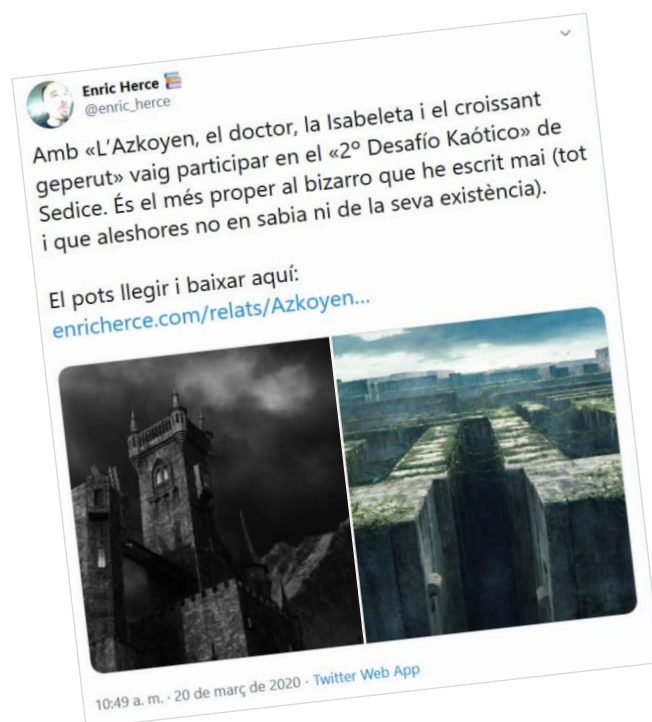 Enric Herce
@enric_herce
Amb «L'Azkoyen, el doctor, la Isabeleta i el croissant
geperut» vaig participar en el «2º Desafío Kaótico» de
Sedice. És el més proper al bizarro que he escrit mai (tot
i que aleshores no en sabia ni de la seva existència).
El pots llegir i baixar aquí:
enricherce.com/relats/Azkoyen...
10:49 a. m. · 20 de març de 2020 · Twitter Web App